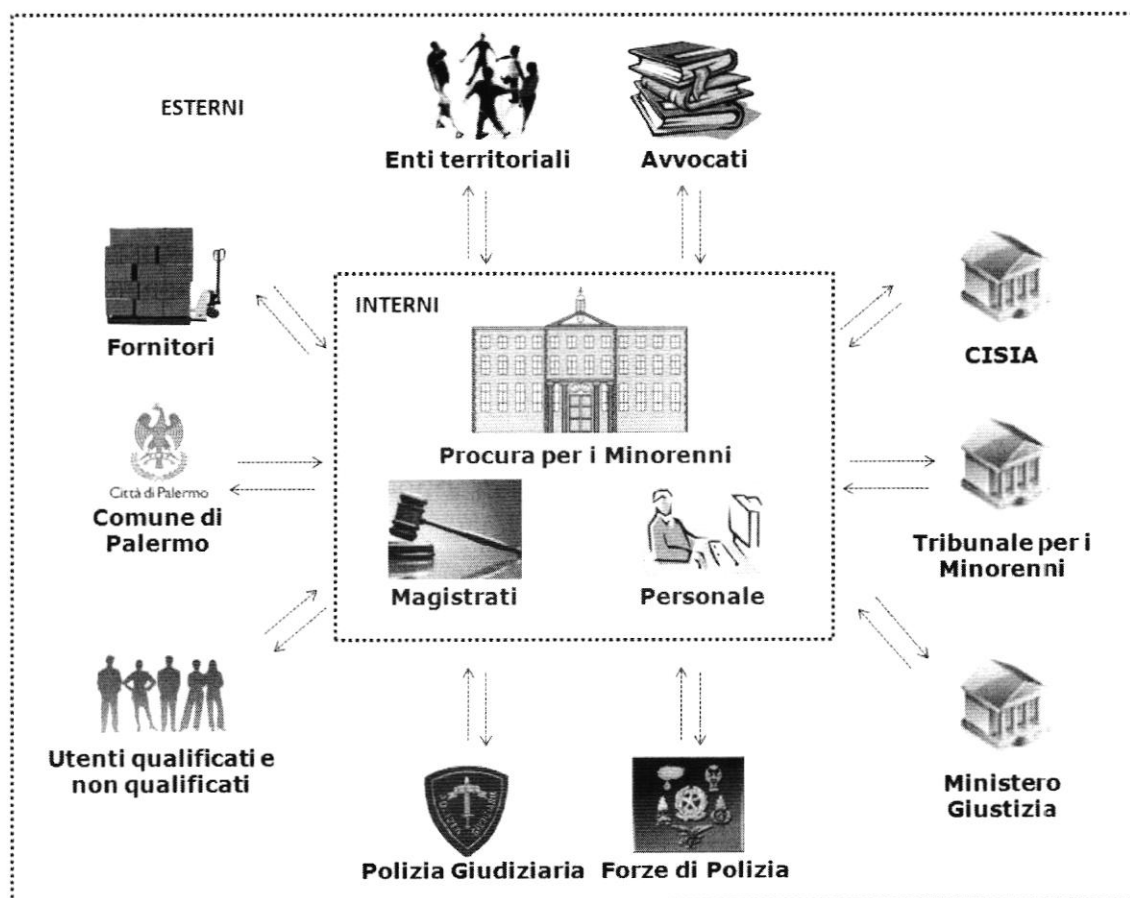 ESTERNI
Enti territoriali
Avvocati
Fornitori
INTERNI
CISIA
Procura per i Minorenni
Città di Palermo
Comune di
Palermo
Magistrati
Personale
Tribunale per i
Minorenni
Utenti qualificati e
non qualificati
Ministero
Giustizia
Polizia Giudiziaria
Forze di Polizia